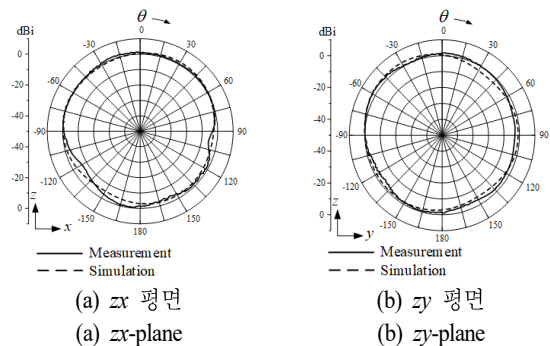 θ
dBi
0
-30
30
0
-60
60
-20
-40
-90
90
-40
-20
-120
120
0
-150
150
180
z
x
Measurement
Simulation
(a) zx 평면
(a) zx-plane
θ
dBi
0
-30
30
0
-60
60
-20
-40
-90
90
-40
-20
-120
120
0
-150
150
180
z
y
Measurement
Simulation
(b) zy 평면
(b) zy-plane